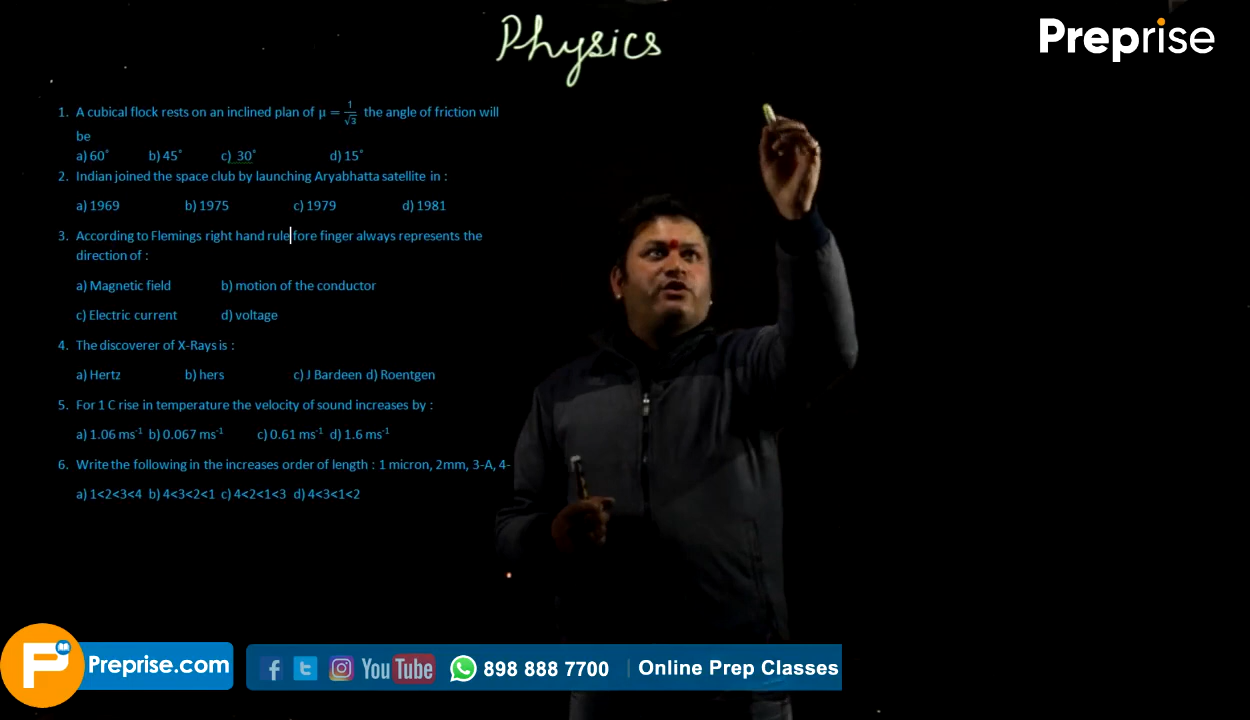 Physics
Preprise
1. A cubical flock rests on an inclined plan of μ = 1/√3 the angle of friction will
be
a) 60° b) 45° c) 30° d) 15°
2. Indian joined the space club by launching Aryabhatta satellite in :
a) 1969 b) 1975 c) 1979 d) 1981
3. According to Flemings right hand rule fore finger always represents the
direction of :
a) Magnetic field b) motion of the conductor
c) Electric current d) voltage
4. The discoverer of X-Rays is :
a) Hertz b) hers c) J Bardeen d) Roentgen
5. For 1 C rise in temperature the velocity of sound increases by :
a) 1.06 ms⁻¹ b) 0.067 ms⁻¹ c) 0.61 ms⁻¹ d) 1.6 ms⁻¹
6. Write the following in the increases order of length : 1 micron, 2mm, 3-A, 4-
a) 1<2<3<4 b) 4<3<2<1 c) 4<2<1<3 d) 4<3<1<2
P Preprise.com
f t YouTube 898 888 7700 | Online Prep Classes